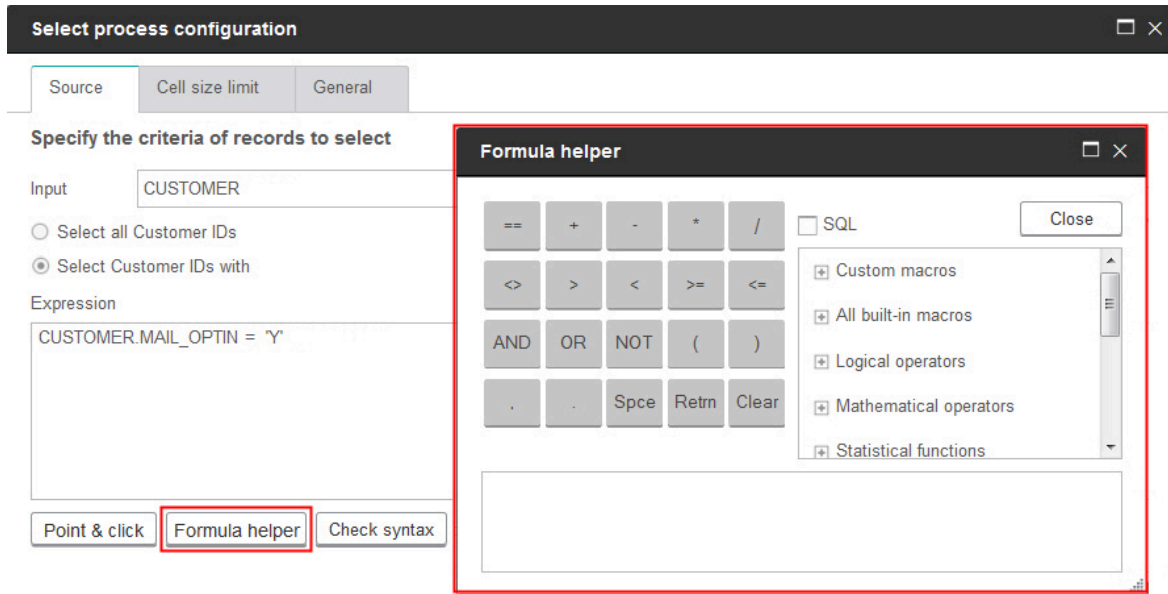 Select process configuration
Source Cell size limit General
Specify the criteria of records to select
Input CUSTOMER
Select all Customer IDs
Select Customer IDs with
Expression
CUSTOMER.MAIL_OPTIN = 'Y'
Point & click Formula helper Check syntax
Formula helper
== + - * /
<> > < >= <=
AND OR NOT ( )
, . Spce Retrn Clear
SQL Close
Custom macros
All built-in macros
Logical operators
Mathematical operators
Statistical functions